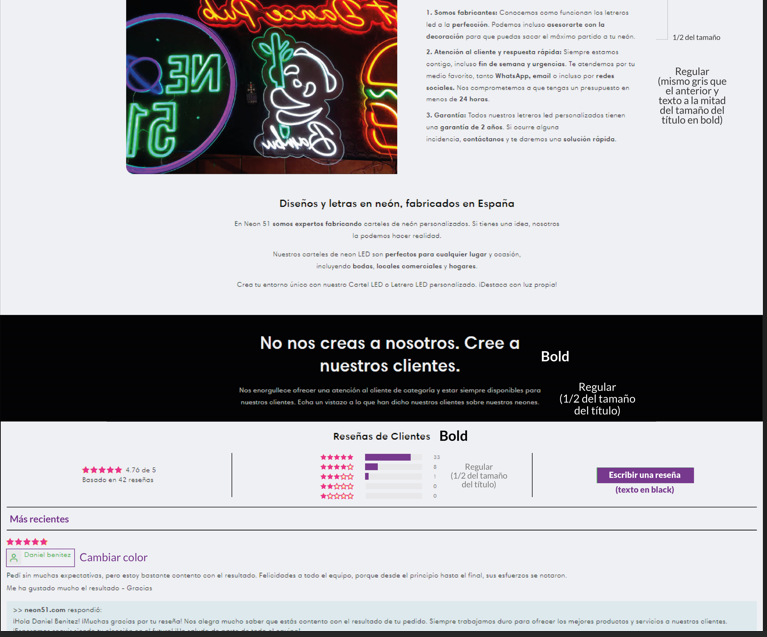 Dance Pub
NEON
51
Bambu
1. Somos fabricantes: Conocemos como funcionan los letreros
led a la perfección. Podemos incluso asesorarte con la
decoración para que puedas sacar el máximo partido a tu neón.
2. Atención al cliente y respuesta rápida: Siempre estamos
contigo, incluso fin de semana y urgencias. Te atendemos por tu
medio favorito, tanto WhatsApp, email o incluso por redes
sociales. Nos comprometemos a que tengas un presupuesto en
menos de 24 horas.
3. Garantía: Todos nuestros letreros led personalizados tienen
una garantía de 2 años. Si ocurre alguna
incidencia, contáctanos y te daremos una solución rápida.
1/2 del tamaño
Regular
(mismo gris que
el anterior y
texto a la mitad
del tamaño del
título en bold)
Diseños y letras en neón, fabricados en España
En Neon 51 somos expertos fabricando carteles de neón personalizados. Si tienes una idea, nosotros
la podemos hacer realidad.
Nuestros carteles de neon LED son perfectos para cualquier lugar y ocasión,
incluyendo bodas, locales comerciales y hogares.
Crea tu entorno único con nuestro Cartel LED o Letrero LED personalizado. ¡Destaca con luz propia!
No nos creas a nosotros. Cree a
nuestros clientes.
Bold
Nos enorgullece ofrecer una atención al cliente de categoría y estar siempre disponibles para
nuestros clientes. Echa un vistazo a lo que han dicho nuestros clientes sobre nuestros neones.
Regular
(1/2 del tamaño
del título)
Reseñas de Clientes Bold
4.76 de 5
Basado en 42 reseñas
33
8
1
0
0
Regular
(1/2 del tamaño
del título)
Escribir una reseña
(texto en black)
Más recientes
Daniel benitez Cambiar color
Pedí sin muchas expectativas, pero estoy bastante contento con el resultado. Felicidades a todo el equipo, porque desde el principio hasta el final, sus esfuerzos se notaron.
Me ha gustado mucho el resultado - Gracias
>> neon51.com respondió:
¡Hola Daniel Benitez! ¡Muchas gracias por tu reseña! Nos alegra mucho saber que estás contento con el resultado de tu pedido. Siempre trabajamos duro para ofrecer los mejores productos y servicios a nuestros clientes.